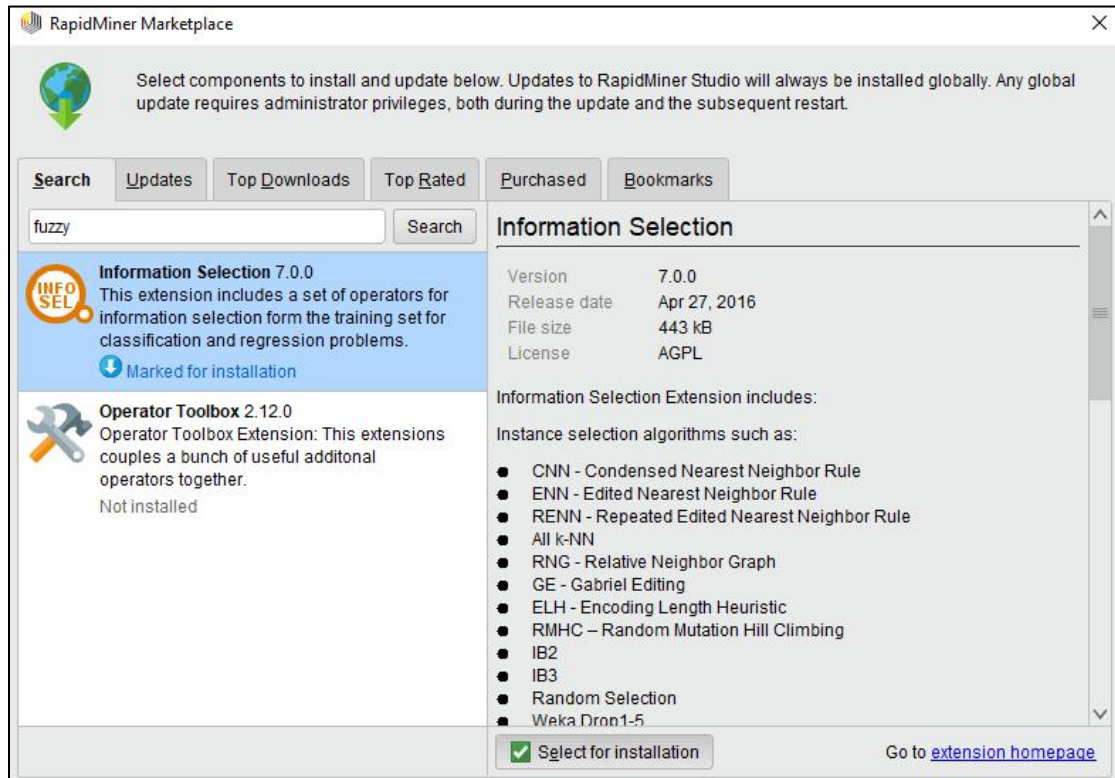 RapidMiner Marketplace
Select components to install and update below. Updates to RapidMiner Studio will always be installed globally. Any global
update requires administrator privileges, both during the update and the subsequent restart.
Search Updates Top Downloads Top Rated Purchased Bookmarks
fuzzy Search
INFO
SEL
Information Selection 7.0.0
This extension includes a set of operators for
information selection form the training set for
classification and regression problems.
Marked for installation
Operator Toolbox 2.12.0
Operator Toolbox Extension: This extensions
couples a bunch of useful additonal
operators together.
Not installed
Information Selection
Version 7.0.0
Release date Apr 27, 2016
File size 443 kB
License AGPL
Information Selection Extension includes:
Instance selection algorithms such as:
● CNN - Condensed Nearest Neighbor Rule
● ENN - Edited Nearest Neighbor Rule
● RENN - Repeated Edited Nearest Neighbor Rule
● All k-NN
● RNG - Relative Neighbor Graph
● GE - Gabriel Editing
● ELH - Encoding Length Heuristic
● RMHC – Random Mutation Hill Climbing
● IB2
● IB3
● Random Selection
● Weka Drop1-5
Select for installation
Go to extension homepage